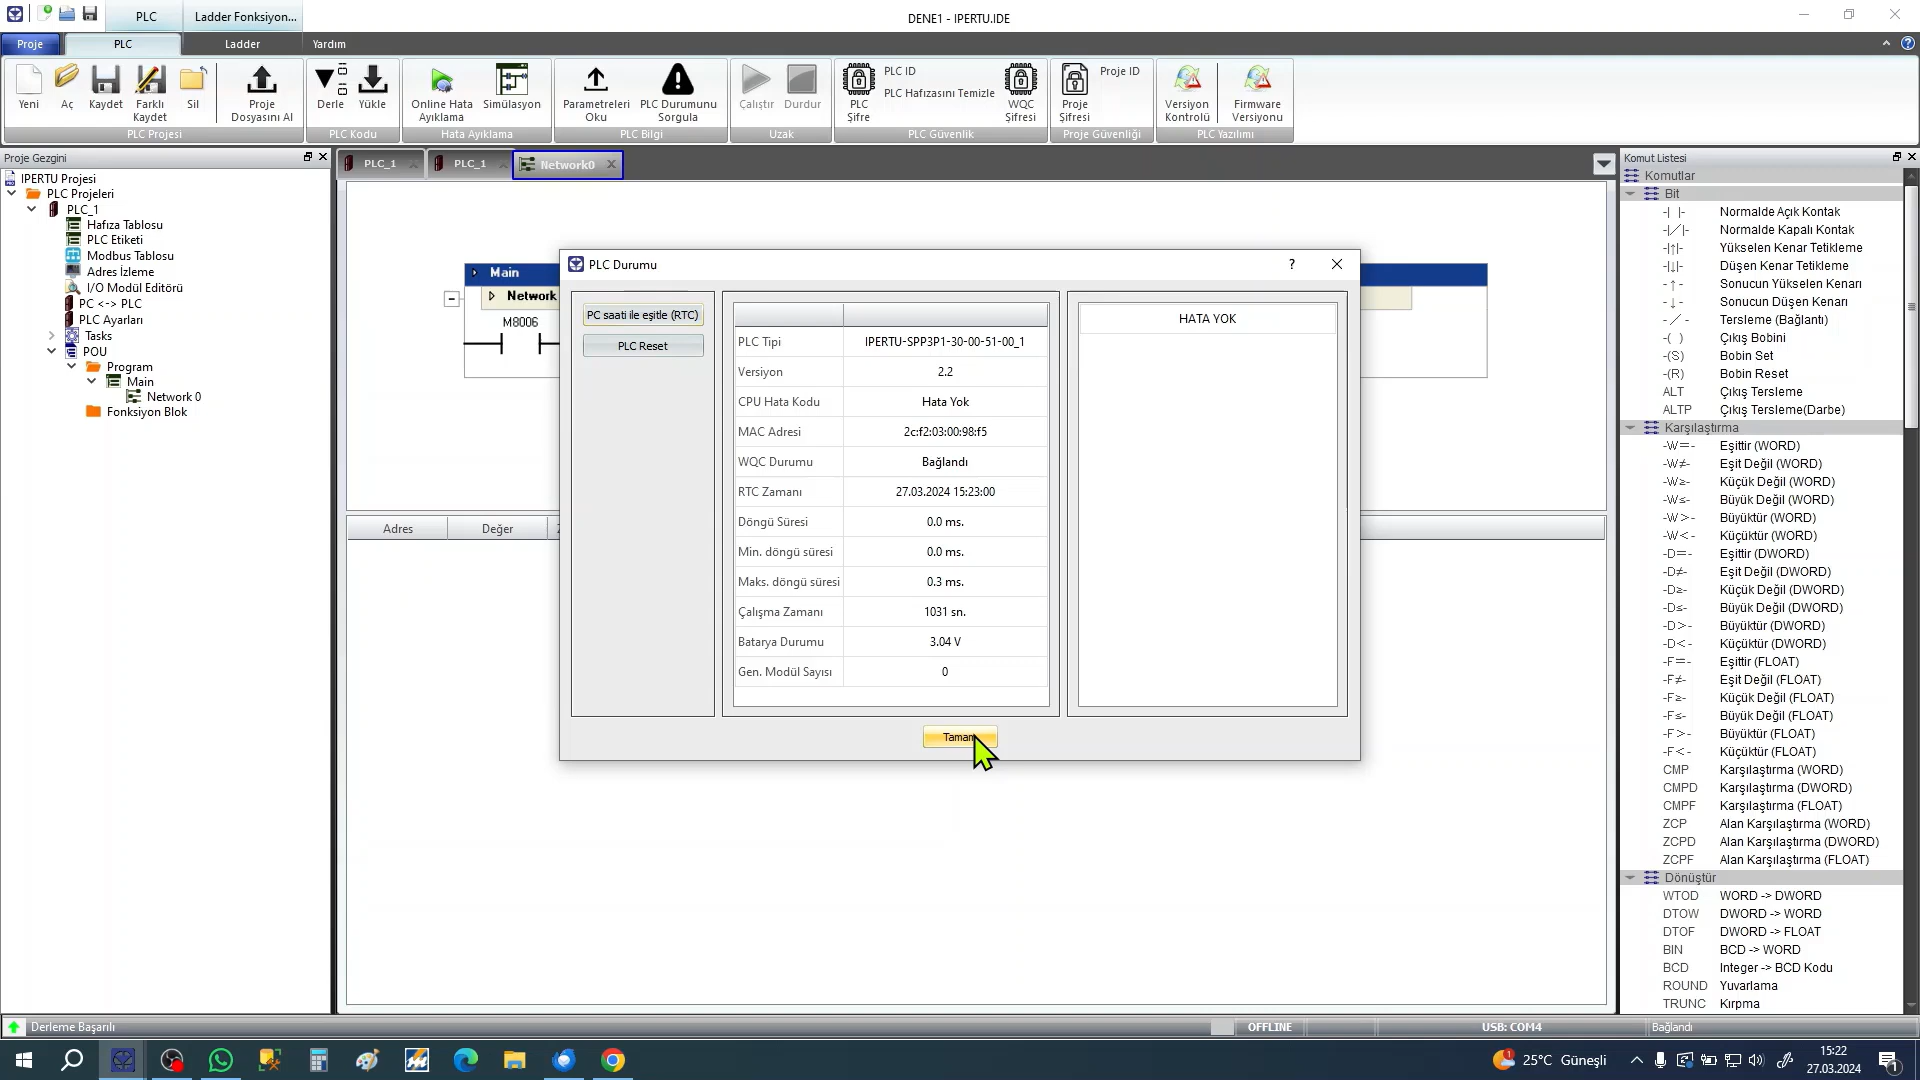 PLC
Ladder Fonksiyon...
DENE1 - IPERTU.IDE
Proje
PLC
Ladder
Yardım
Yeni
Aç
Kaydet
Farklı Kaydet
Sil
Proje Dosyasını Al
Derle
Yükle
Online Hata Ayıklama
Simülasyon
Parametreleri Oku
PLC Durumunu Sorgula
Çalıştır
Durdur
PLC Şifre
PLC ID
PLC Hafızasını Temizle
WQC Şifresi
Proje Şifresi
Proje ID
Versiyon Kontrolü
Firmware Versiyonu
PLC Projesi
PLC Kodu
Hata Ayıklama
PLC Bilgi
Uzak
PLC Güvenlik
Proje Güvenliği
PLC Yazılımı
Proje Gezgini
IPERTU Projesi
PLC Projeleri
PLC_1
Hafıza Tablosu
PLC Etiketi
Modbus Tablosu
Adres İzleme
I/O Modül Editörü
PC <-> PLC
PLC Ayarları
Tasks
POU
Program
Main
Network 0
Fonksiyon Blok
PLC_1
PLC_1
Network0
Main
Network
M8006
Adres
Değer
PLC Durumu
?
PC saati ile eşitle (RTC)
PLC Reset
PLC Tipi IPERTU-SPP3P1-30-00-51-00_1
Versiyon 2.2
CPU Hata Kodu Hata Yok
MAC Adresi 2c:f2:03:00:98:f5
WQC Durumu Bağlandı
RTC Zamanı 27.03.2024 15:23:00
Döngü Süresi 0.0 ms.
Min. döngü süresi 0.0 ms.
Maks. döngü süresi 0.3 ms.
Çalışma Zamanı 1031 sn.
Batarya Durumu 3.04 V
Gen. Modül Sayısı 0
HATA YOK
Tamam
Komut Listesi
Komutlar
Bit
-| |- Normalde Açık Kontak
-|/|- Normalde Kapalı Kontak
-|↑|- Yükselen Kenar Tetikleme
-|↓|- Düşen Kenar Tetikleme
-↑- Sonucun Yükselen Kenarı
-↓- Sonucun Düşen Kenarı
-/- Tersleme (Bağlantı)
-( ) Çıkış Bobini
-(S) Bobin Set
-(R) Bobin Reset
ALT Çıkış Tersleme
ALTP Çıkış Tersleme(Darbe)
Karşılaştırma
-W=- Eşittir (WORD)
-W≠- Eşit Değil (WORD)
-W≥- Küçük Değil (WORD)
-W≤- Büyük Değil (WORD)
-W>- Büyüktür (WORD)
-W<- Küçüktür (WORD)
-D=- Eşittir (DWORD)
-D≠- Eşit Değil (DWORD)
-D≥- Küçük Değil (DWORD)
-D≤- Büyük Değil (DWORD)
-D>- Büyüktür (DWORD)
-D<- Küçüktür (DWORD)
-F=- Eşittir (FLOAT)
-F≠- Eşit Değil (FLOAT)
-F≥- Küçük Değil (FLOAT)
-F≤- Büyük Değil (FLOAT)
-F>- Büyüktür (FLOAT)
-F<- Küçüktür (FLOAT)
CMP Karşılaştırma (WORD)
CMPD Karşılaştırma (DWORD)
CMPF Karşılaştırma (FLOAT)
ZCP Alan Karşılaştırma (WORD)
ZCPD Alan Karşılaştırma (DWORD)
ZCPF Alan Karşılaştırma (FLOAT)
Dönüştür
WTOD WORD -> DWORD
DTOW DWORD -> WORD
DTOF DWORD -> FLOAT
BIN BCD -> WORD
BCD Integer -> BCD Kodu
ROUND Yuvarlama
TRUNC Kırpma
Derleme Başarılı
OFFLINE
USB: COM4
Bağlandı
25°C Güneşli
15:22
27.03.2024